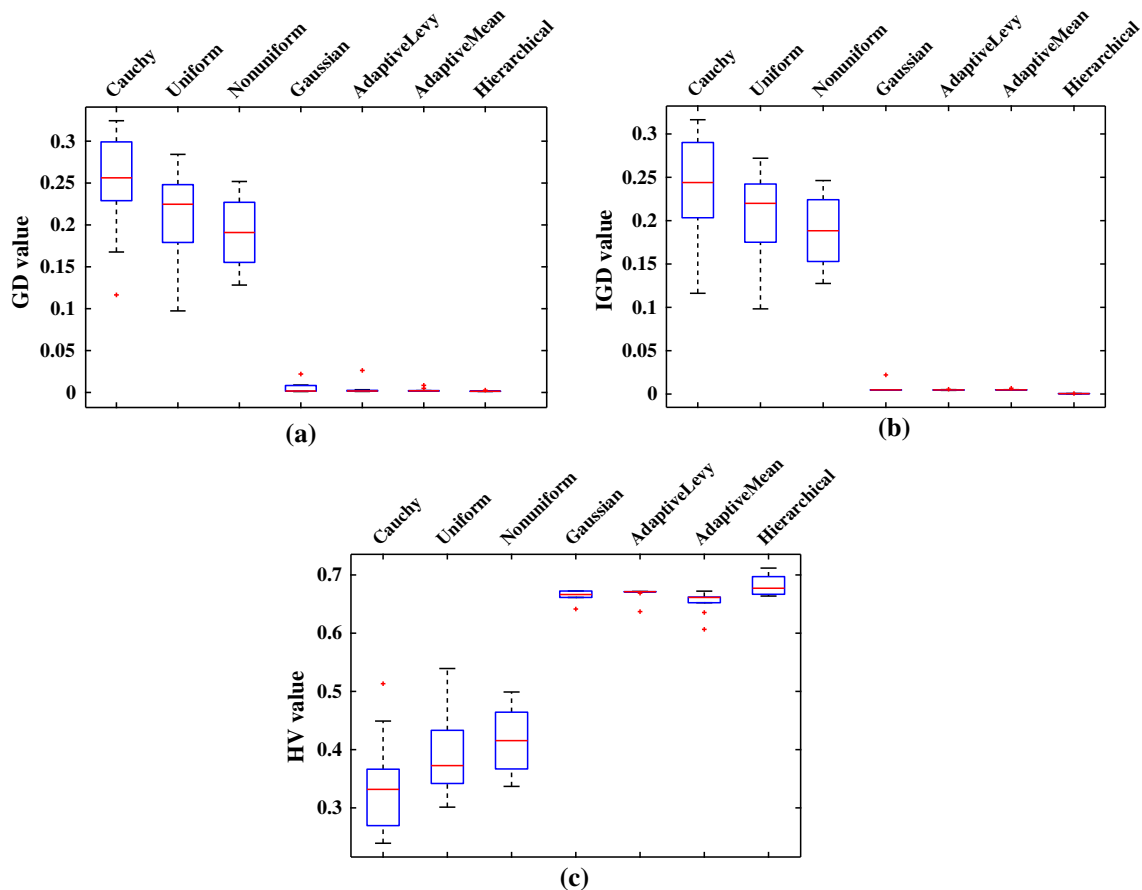 Cauchy
Uniform
Nonuniform
Gaussian
AdaptiveLevy
AdaptiveMean
Hierarchical
0.3
0.25
0.2
0.15
0.1
0.05
0
GD value
(a)
Cauchy
Uniform
Nonuniform
Gaussian
AdaptiveLevy
AdaptiveMean
Hierarchical
0.3
0.25
0.2
0.15
0.1
0.05
0
IGD value
(b)
Cauchy
Uniform
Nonuniform
Gaussian
AdaptiveLevy
AdaptiveMean
Hierarchical
0.7
0.6
0.5
0.4
0.3
HV value
(c)